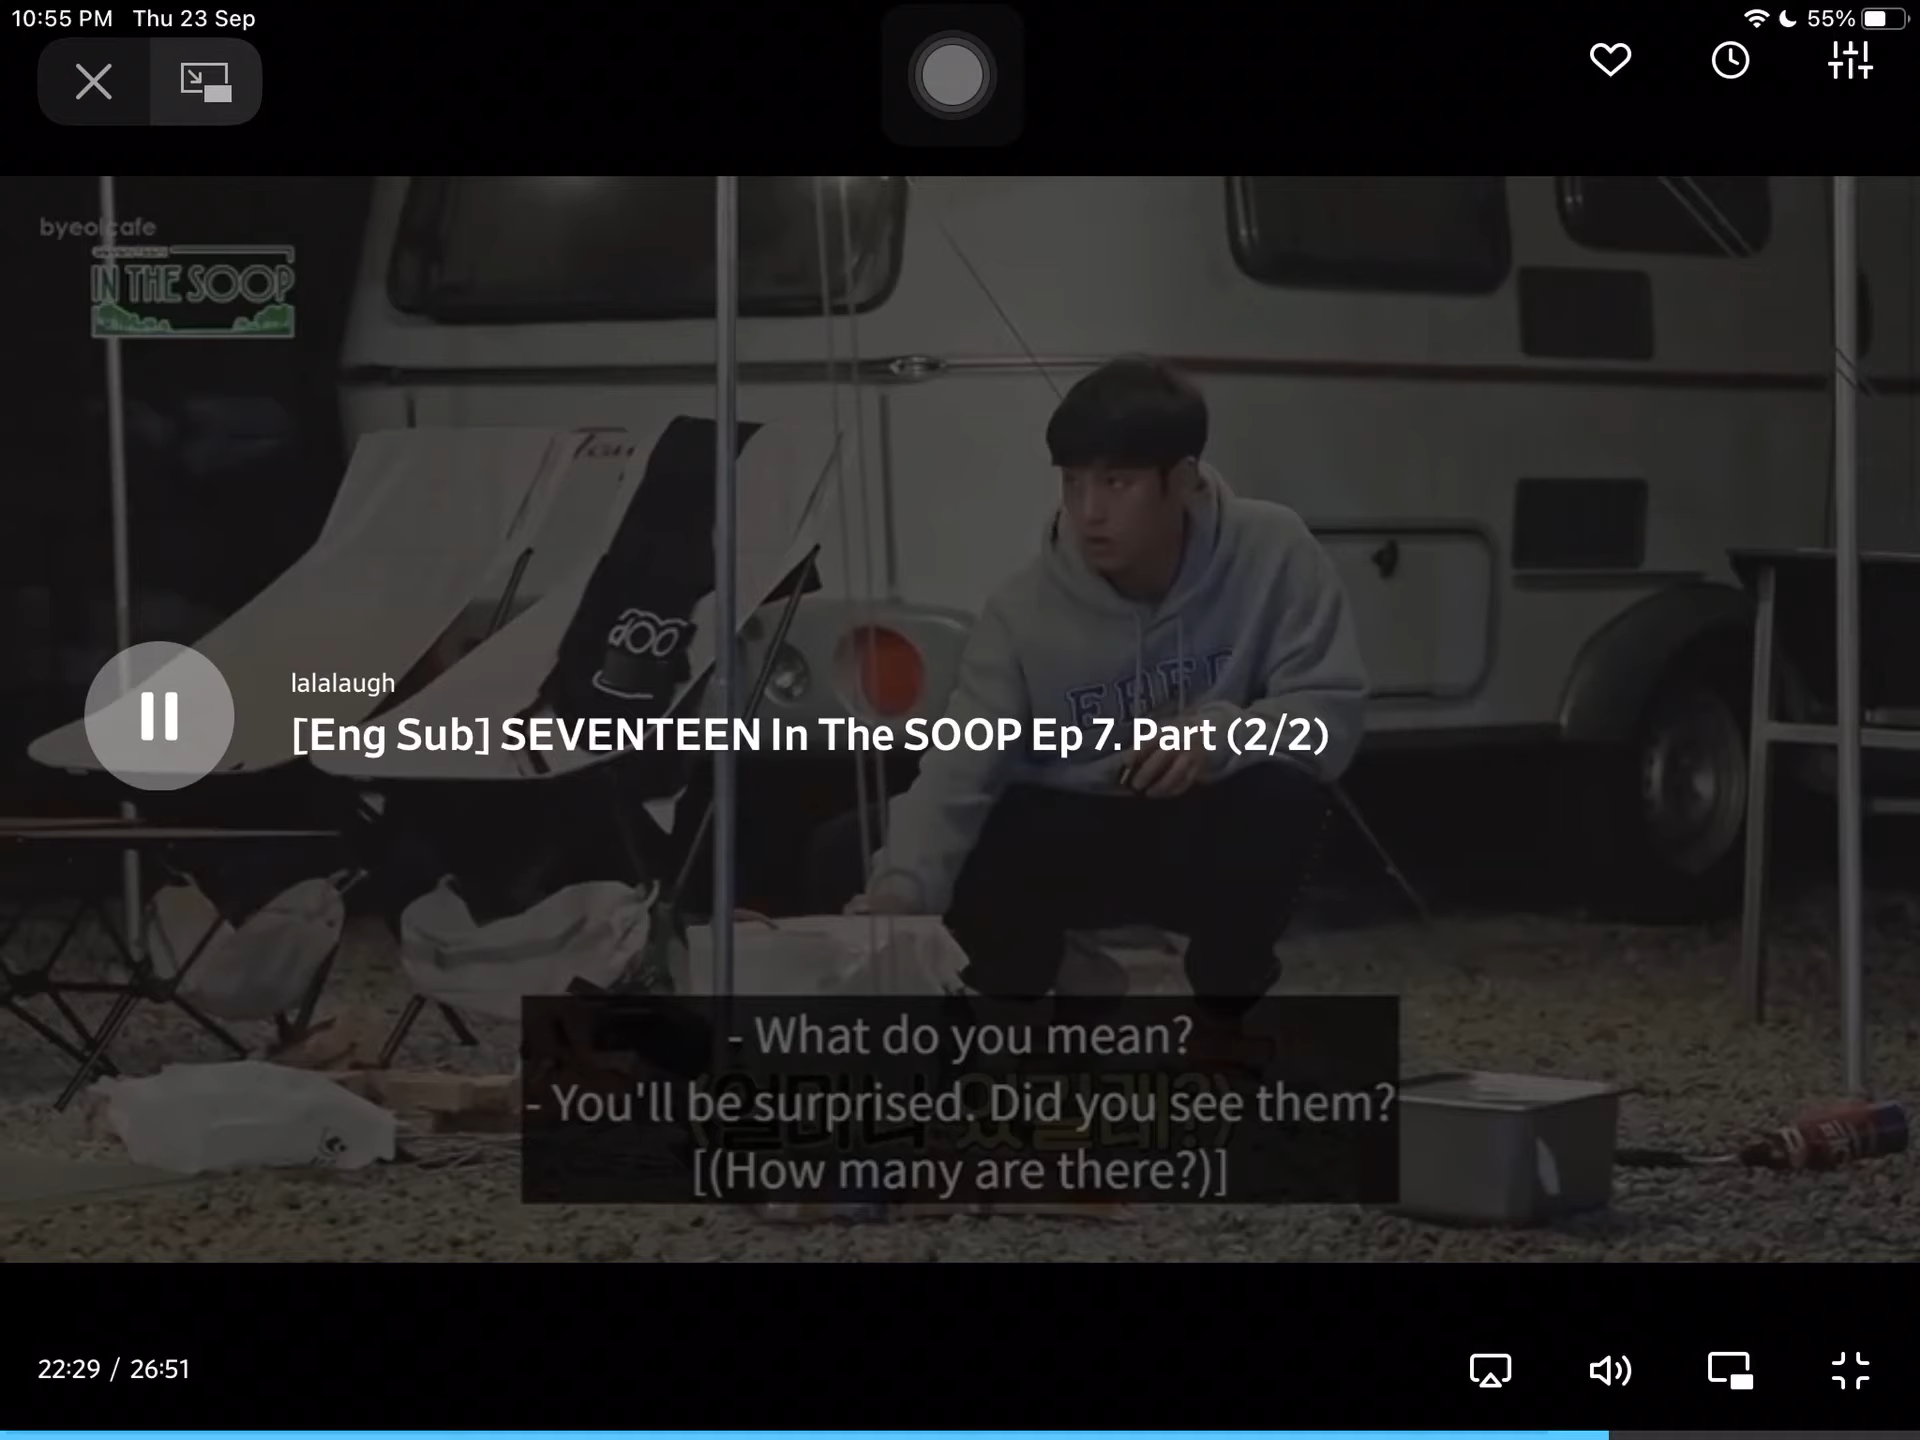 10:55 PM Thu 23 Sep
55%
byeolcafe
IN THE SOOP
lalalaugh
[Eng Sub] SEVENTEEN In The SOOP Ep 7. Part (2/2)
- What do you mean?
- You'll be surprised. Did you see them?
[(How many are there?)]
22:29 / 26:51